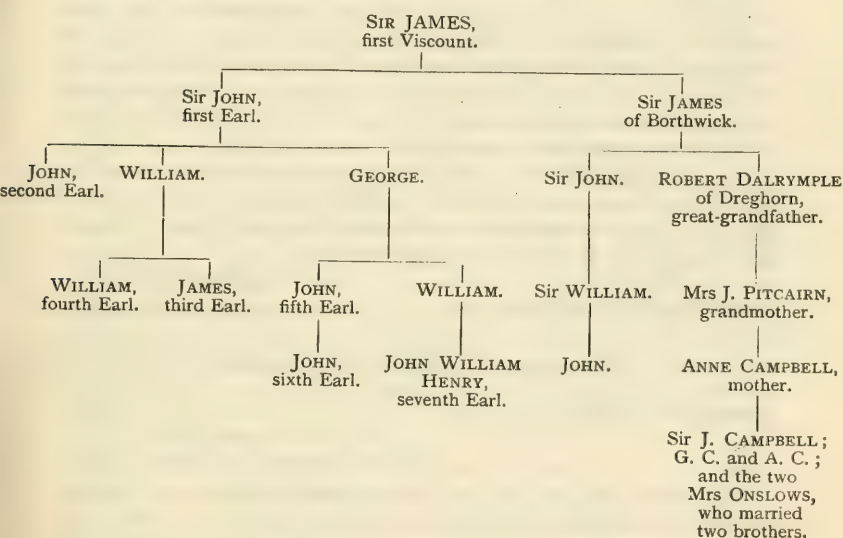 SIR JAMES,
first Viscount.
Sir JOHN,
first Earl.
Sir JAMES
of Borthwick.
JOHN,
second Earl.
WILLIAM.
GEORGE.
Sir JOHN.
ROBERT DALRYMPLE
of Dreghorn,
great-grandfather.
WILLIAM,
fourth Earl.
JAMES,
third Earl.
JOHN,
fifth Earl.
WILLIAM.
Sir WILLIAM.
Mrs J. PITCAIRN,
grandmother.
JOHN,
sixth Earl.
JOHN WILLIAM
HENRY,
seventh Earl.
JOHN.
ANNE CAMPBELL,
mother.
Sir J. CAMPBELL;
G. C. and A. C.;
and the two
Mrs ONSLOWS,
who married
two brothers.